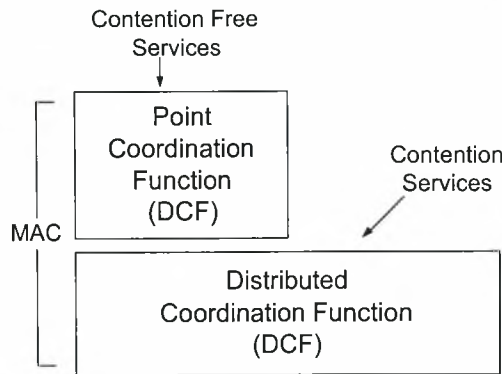 Contention Free
Services
Point
Coordination
Function
(DCF)
Contention
Services
MAC
Distributed
Coordination Function
(DCF)